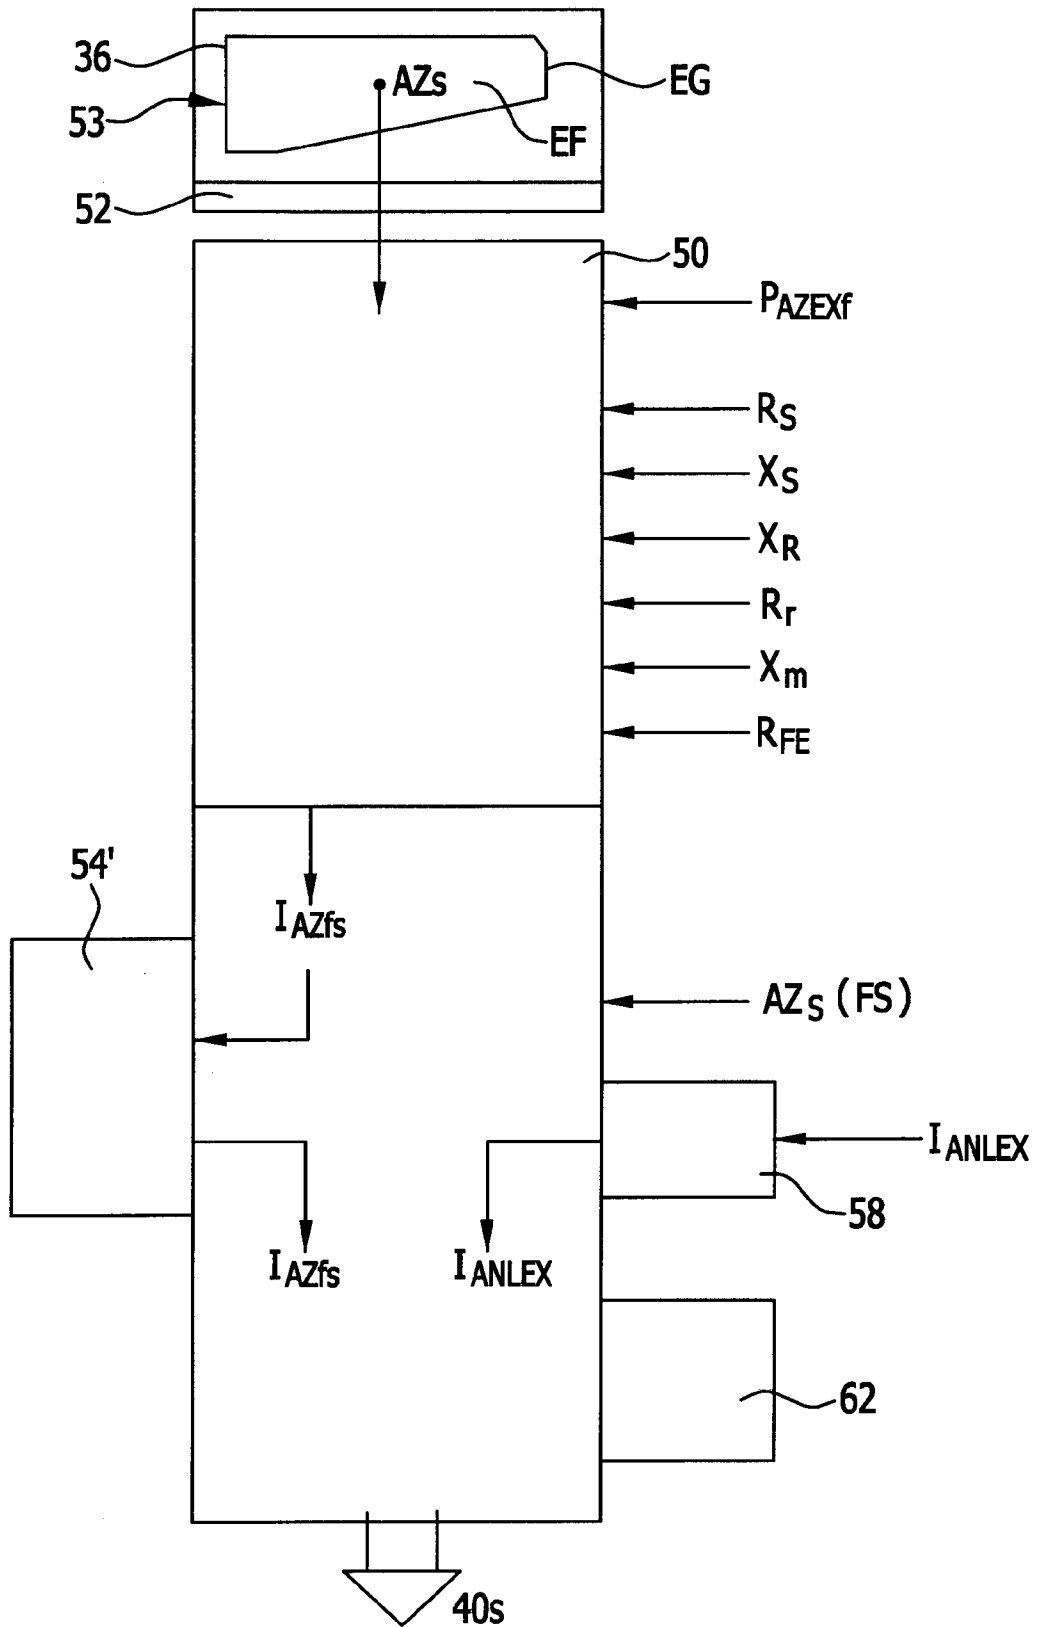 36
AZs
EG
53
EF
52
50
PAZEXf
RS
XS
XR
Rr
Xm
RFE
54'
IAZfs
AZS (FS)
IANLEX
58
IAZfs
IANLEX
62
40s